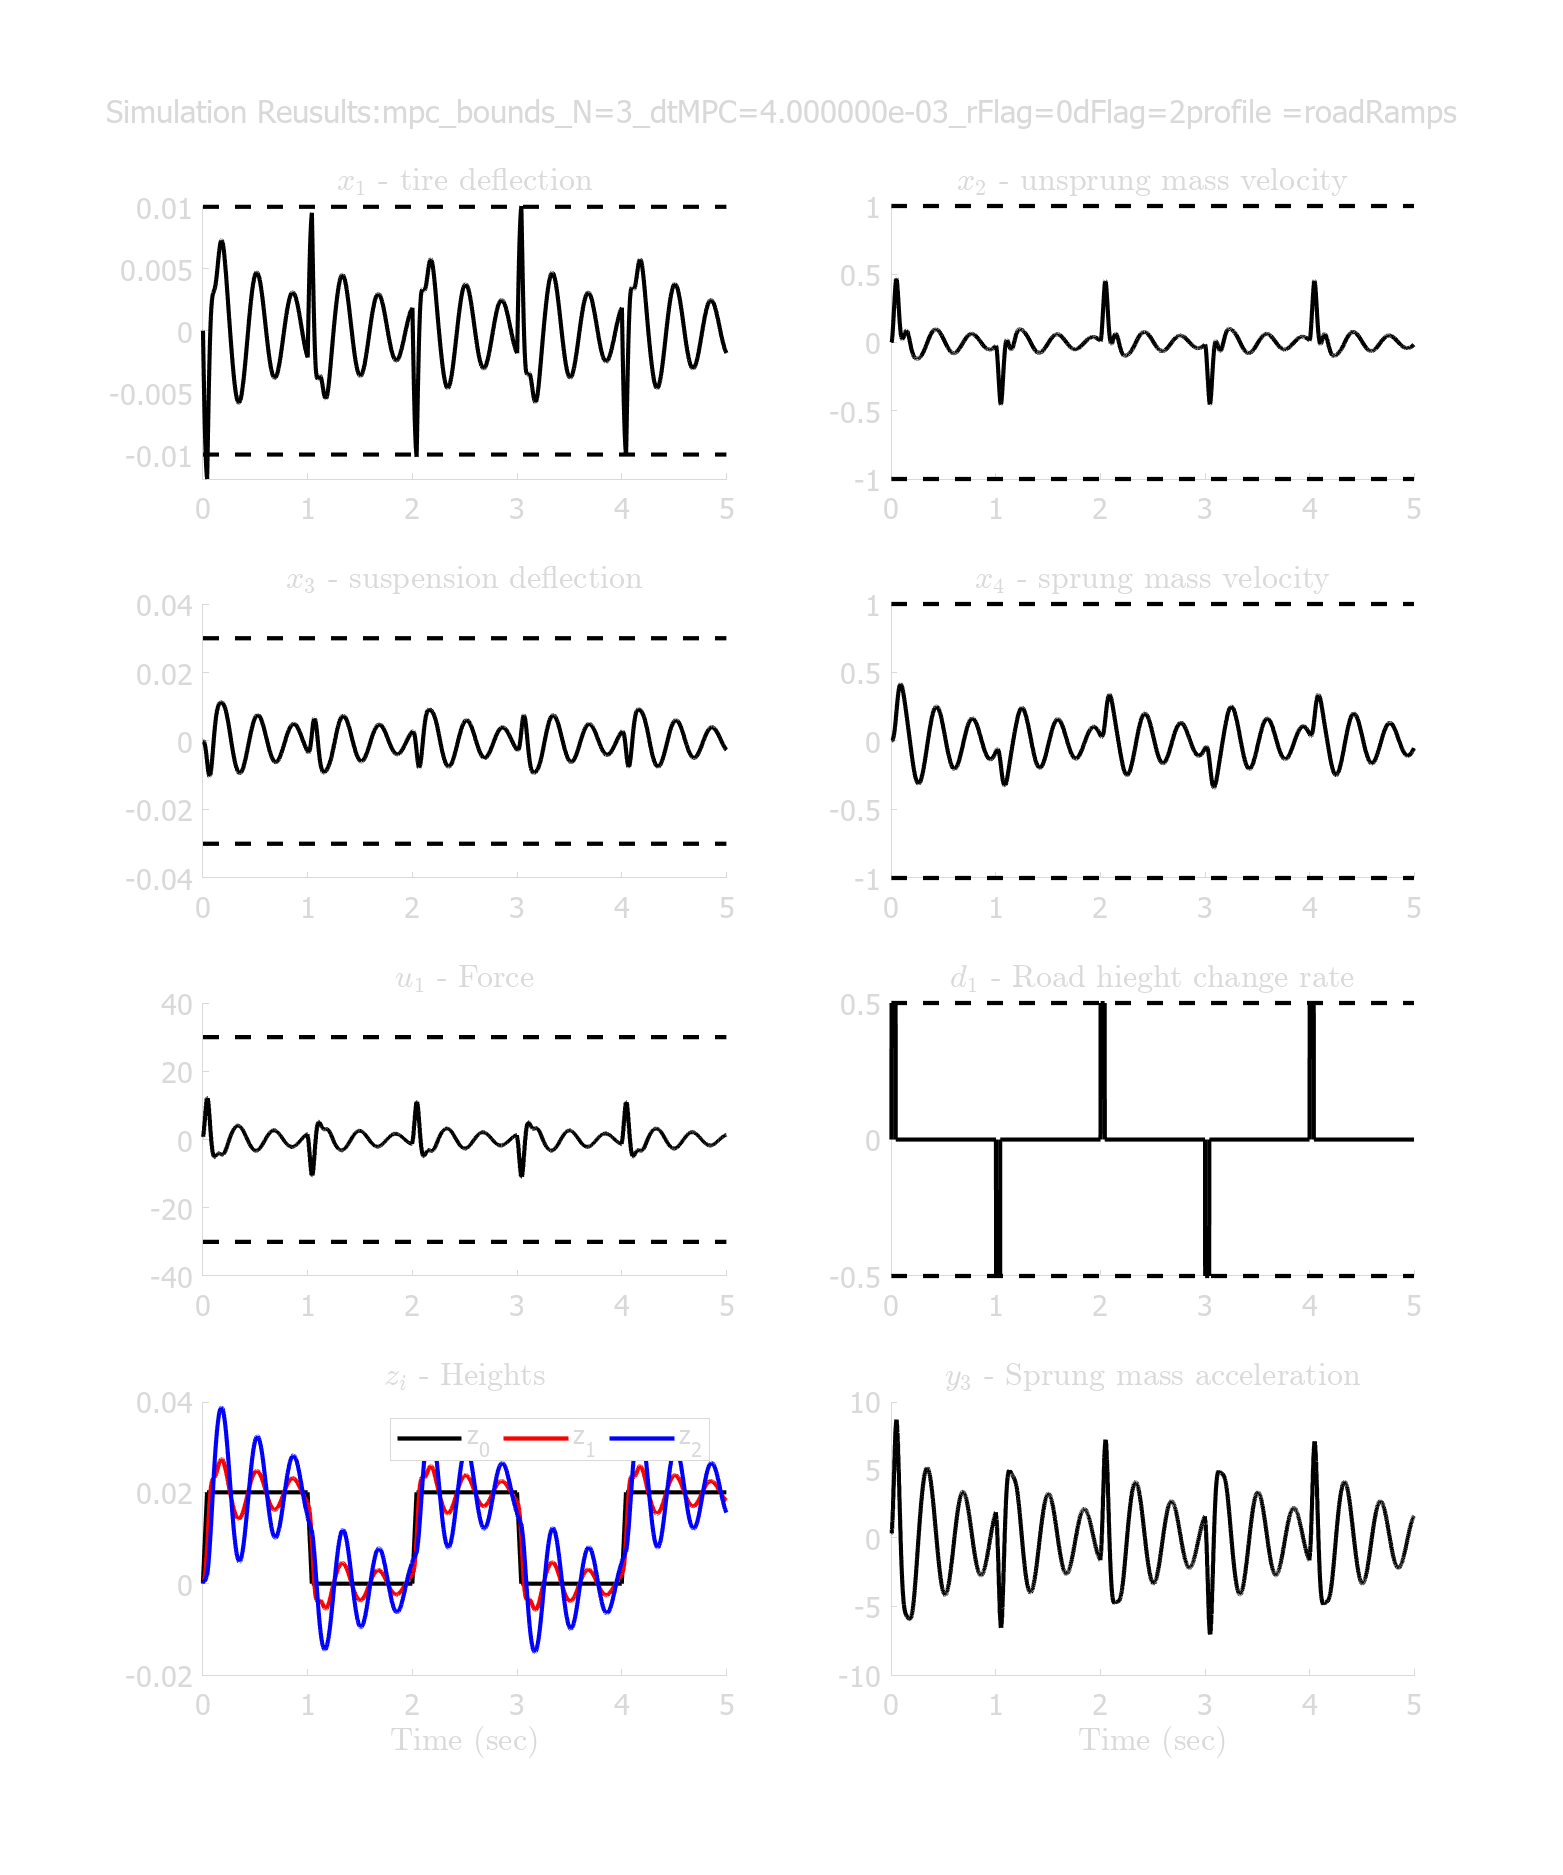 Simulation Reusults:mpc_bounds_N=3_dtMPC=4.000000e-03_rFlag=0dFlag=2profile =roadRamps
x1 - tire deflection
0.01
0.005
0
-0.005
-0.01
0 1 2 3 4 5
x2 - unsprung mass velocity
1
0.5
0
-0.5
-1
0 1 2 3 4 5
x3 - suspension deflection
0.04
0.02
0
-0.02
-0.04
0 1 2 3 4 5
x4 - sprung mass velocity
1
0.5
0
-0.5
-1
0 1 2 3 4 5
u1 - Force
40
20
0
-20
-40
0 1 2 3 4 5
d1 - Road hieght change rate
0.5
0
-0.5
0 1 2 3 4 5
zi - Heights
z0 z1 z2
0.04
0.02
0
-0.02
0 1 2 3 4 5
Time (sec)
y3 - Sprung mass acceleration
10
5
0
-5
-10
0 1 2 3 4 5
Time (sec)